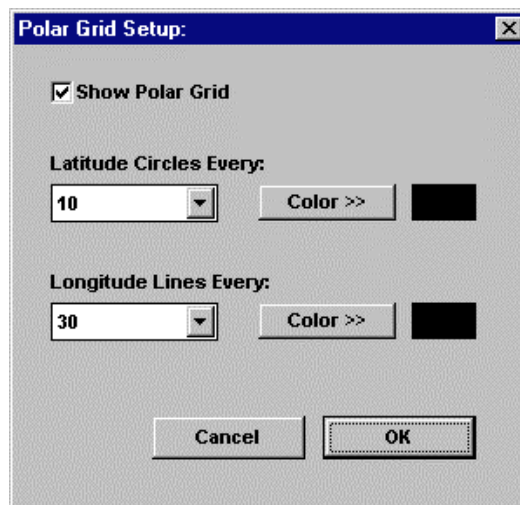 Polar Grid Setup:
Show Polar Grid
Latitude Circles Every:
10 Color >>
Longitude Lines Every:
30 Color >>
Cancel OK